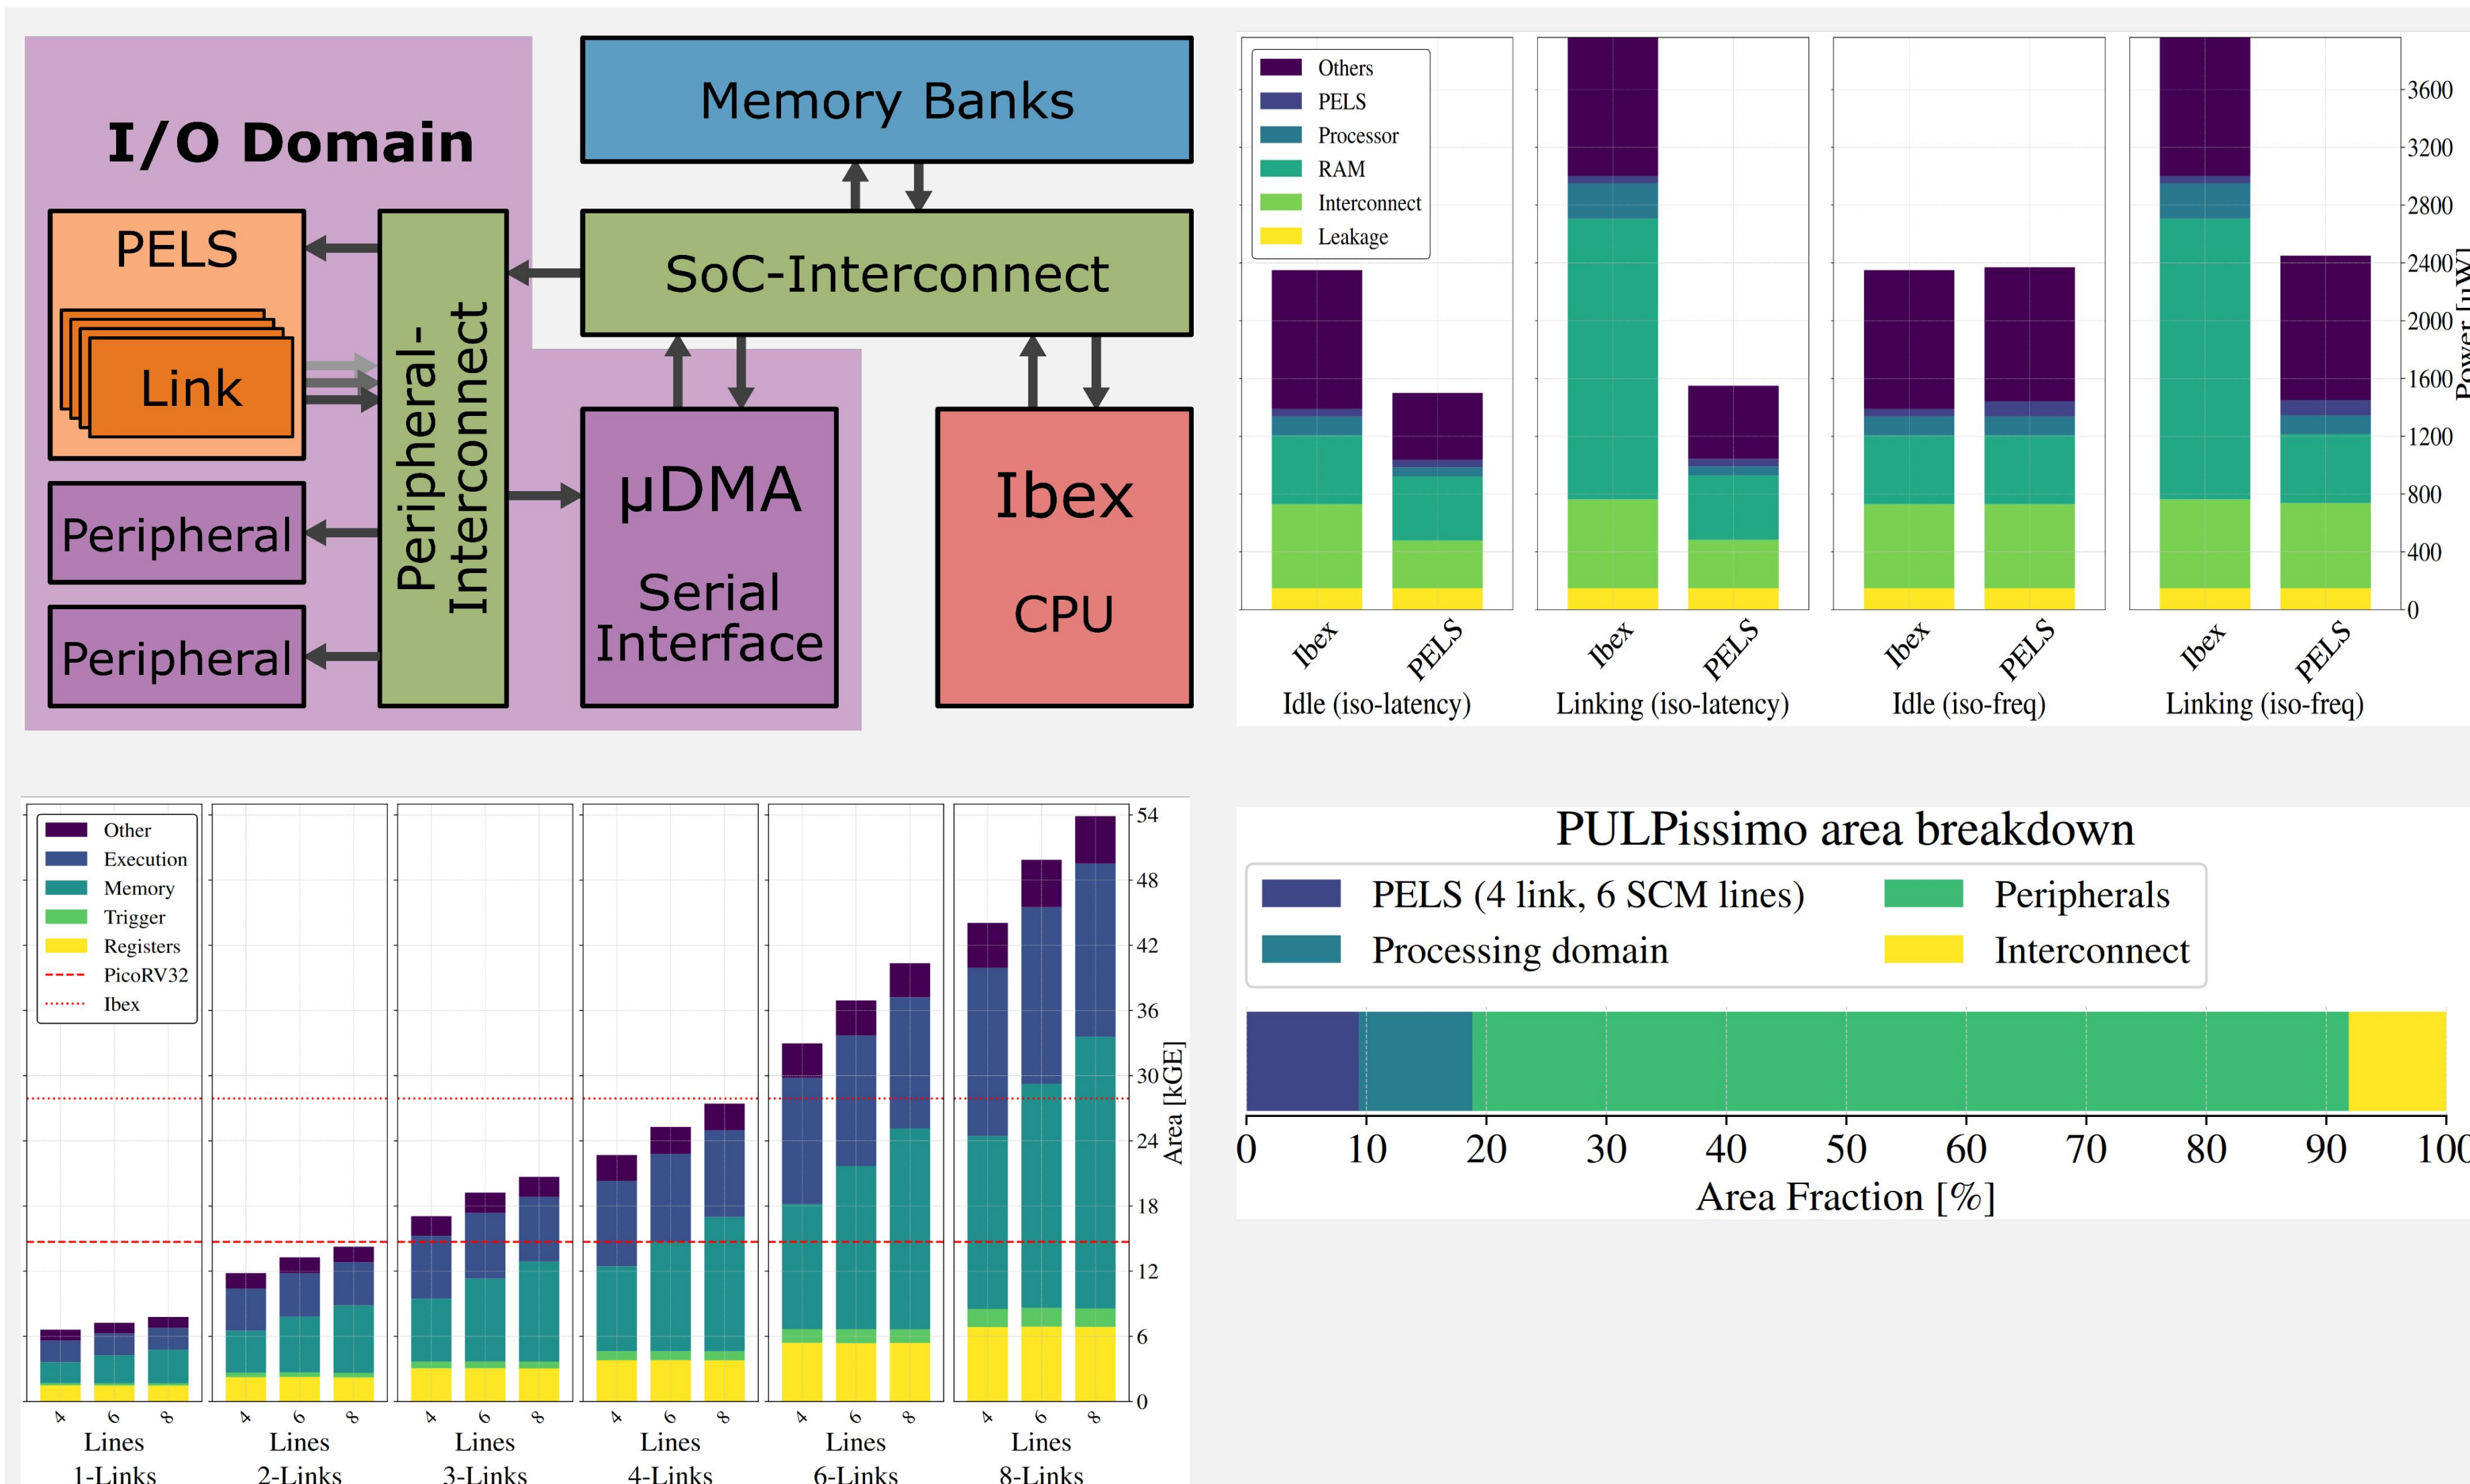 I/O Domain
PELS
Link
Peripheral
Peripheral
Peripheral-
Interconnect
Memory Banks
SoC-Interconnect
µDMA
Serial
Interface
Ibex
CPU
Others
PELS
Processor
RAM
Interconnect
Leakage
3600
3200
2800
2400
2000
1600
1200
800
400
0
Power [µW]
Ibex PELS Ibex PELS Ibex PELS Ibex PELS
Idle (iso-latency) Linking (iso-latency) Idle (iso-freq) Linking (iso-freq)
Other
Execution
Memory
Trigger
Registers
PicoRV32
Ibex
54
48
42
36
30
24
18
12
6
0
Area [kGE]
4 6 8 4 6 8 4 6 8 4 6 8 4 6 8 4 6 8
Lines Lines Lines Lines Lines Lines
1-Links 2-Links 3-Links 4-Links 6-Links 8-Links
PULPissimo area breakdown
PELS (4 link, 6 SCM lines) Peripherals
Processing domain Interconnect
0 10 20 30 40 50 60 70 80 90 100
Area Fraction [%]